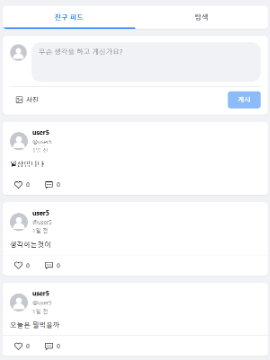 친구 피드
탐색
무슨 생각을 하고 계신가요?
사진
게시
user5
@user5
0
0
user5
@user5
1일 전
생각이는것이
0
0
user5
@user5
1일 전
오늘은 뭘먹을까
0
0